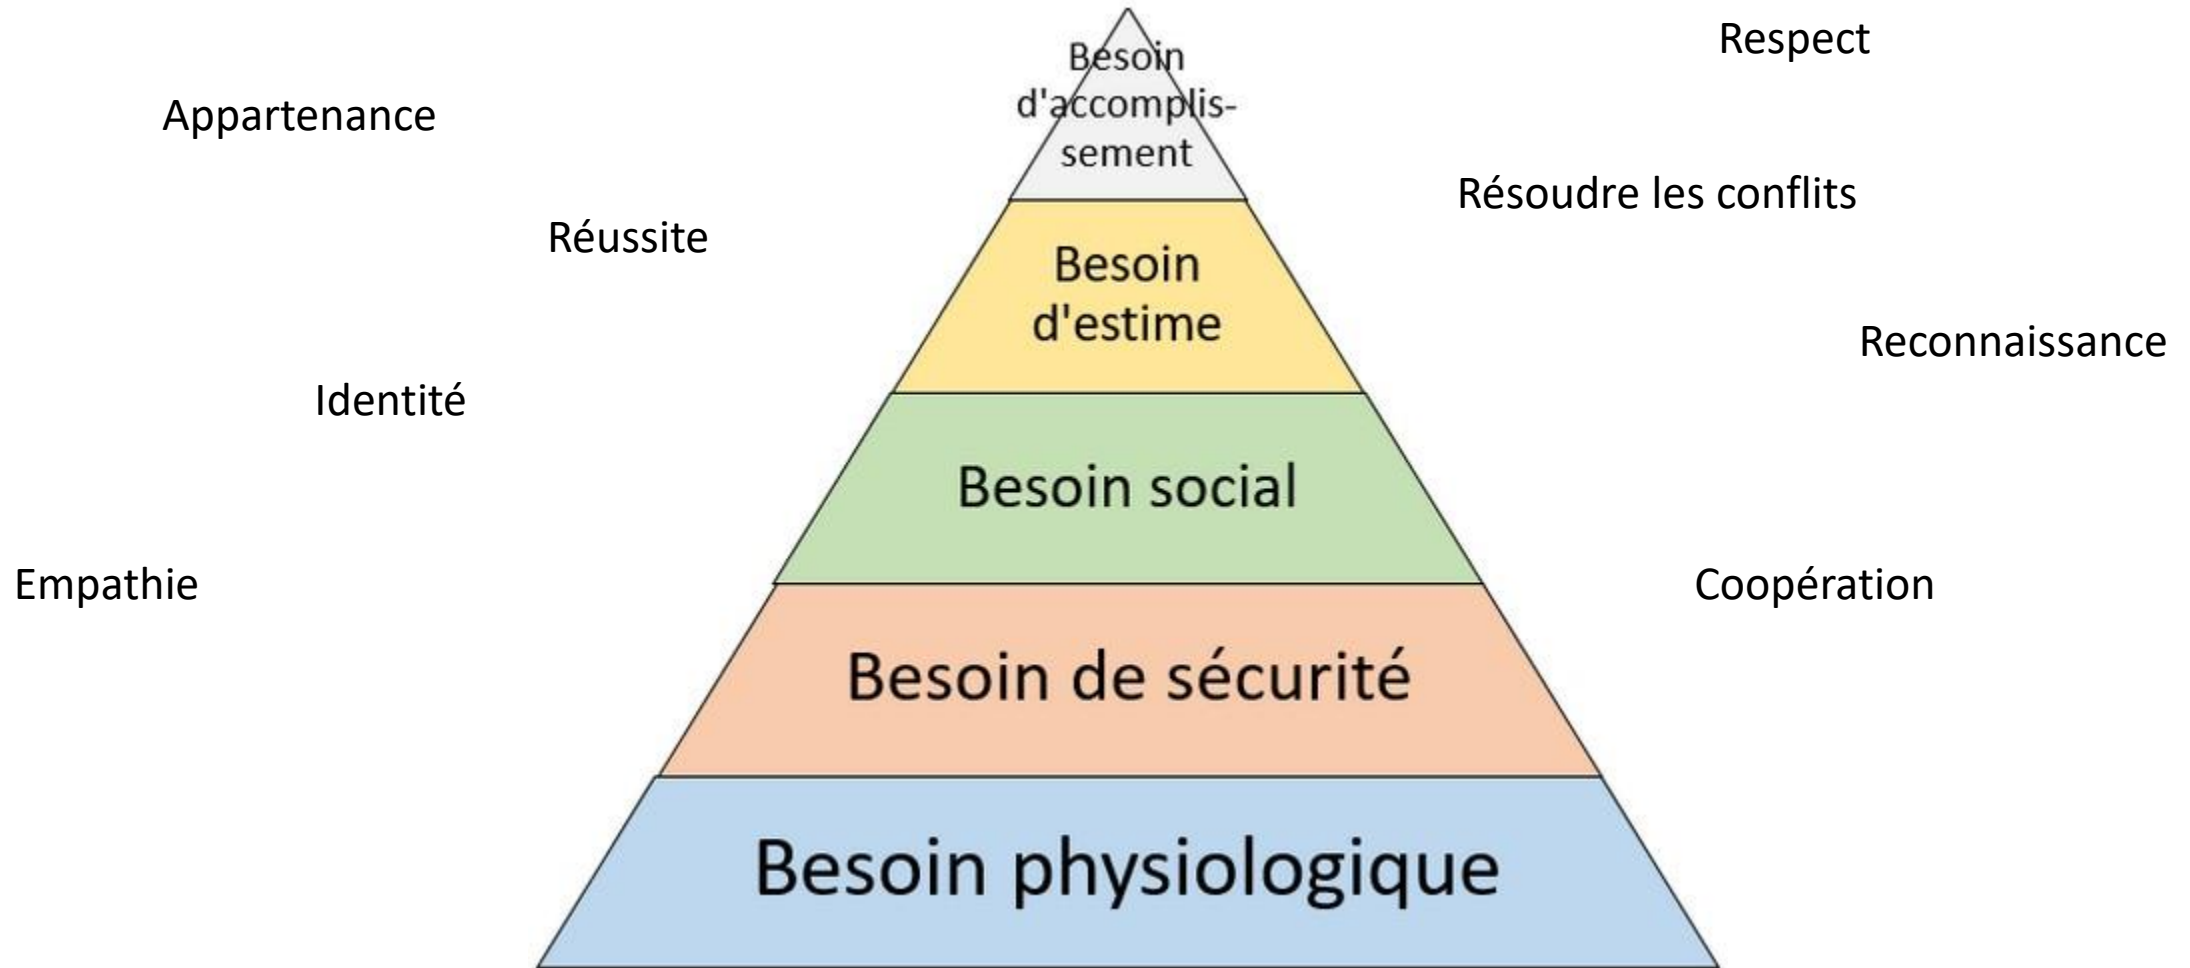 Besoin
d'accomplis-
sement
Respect
Appartenance
Résoudre les conflits
Réussite
Besoin
d'estime
Reconnaissance
Identité
Besoin social
Empathie
Coopération
Besoin de sécurité
Besoin physiologique